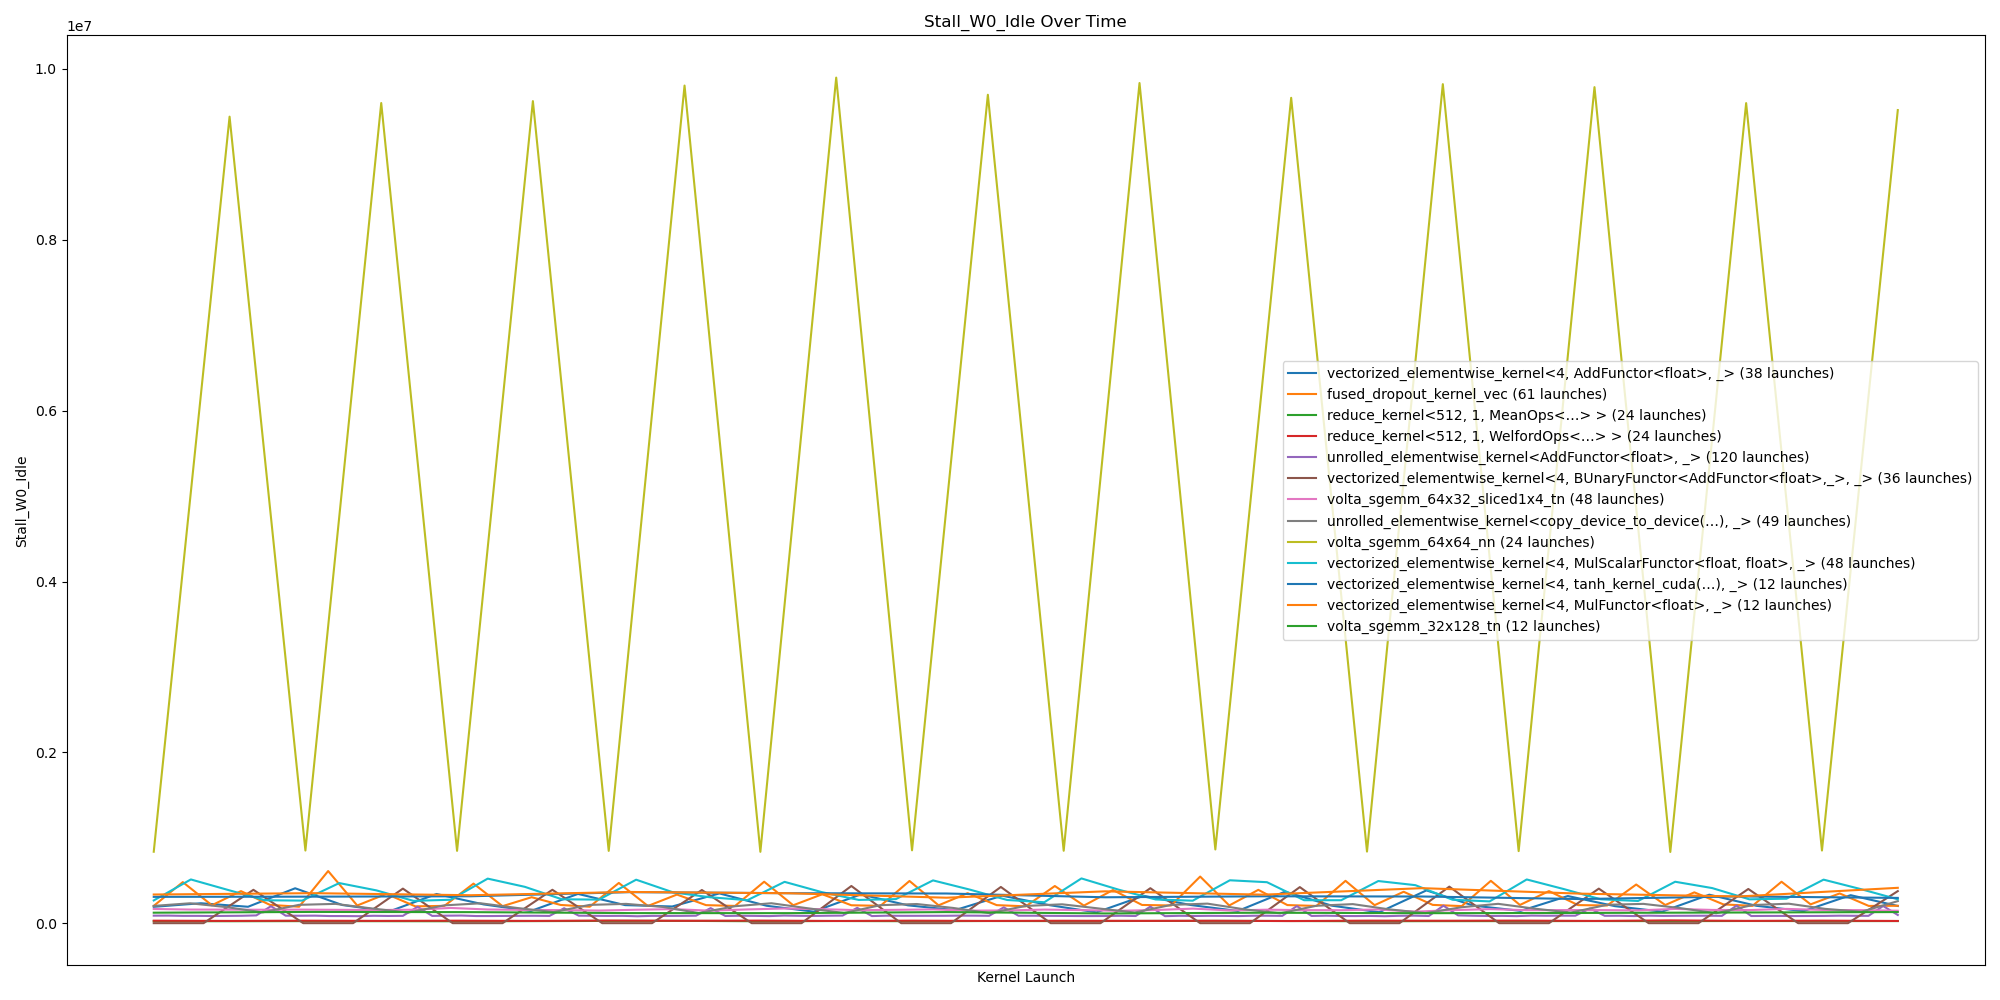 Stall_W0_Idle Over Time
1e7
1.0
0.8
0.6
0.4
0.2
0.0
Stall_W0_Idle
Kernel Launch
vectorized_elementwise_kernel<4, AddFunctor<float>, _> (38 launches)
fused_dropout_kernel_vec (61 launches)
reduce_kernel<512, 1, MeanOps<...> > (24 launches)
reduce_kernel<512, 1, WelfordOps<...> > (24 launches)
unrolled_elementwise_kernel<AddFunctor<float>, _> (120 launches)
vectorized_elementwise_kernel<4, BUnaryFunctor<AddFunctor<float>,_>, _> (36 launches)
volta_sgemm_64x32_sliced1x4_tn (48 launches)
unrolled_elementwise_kernel<copy_device_to_device(...), _> (49 launches)
volta_sgemm_64x64_nn (24 launches)
vectorized_elementwise_kernel<4, MulScalarFunctor<float, float>, _> (48 launches)
vectorized_elementwise_kernel<4, tanh_kernel_cuda(...), _> (12 launches)
vectorized_elementwise_kernel<4, MulFunctor<float>, _> (12 launches)
volta_sgemm_32x128_tn (12 launches)